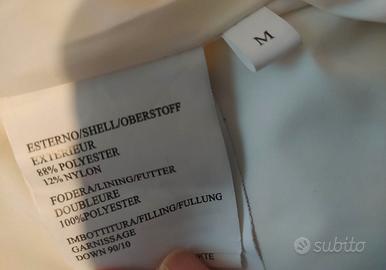 M
ESTERNO/SHELL/OBERSTOFF
EXTERIEUR
88% POLYESTER
12% NYLON
FODERA/LINING/FUTTER
DOUBLEURE
100%POLYESTER
IMBOTTITURA/FILLING/FULLUNG
GARNISSAGE
DOWN 90/10
subito